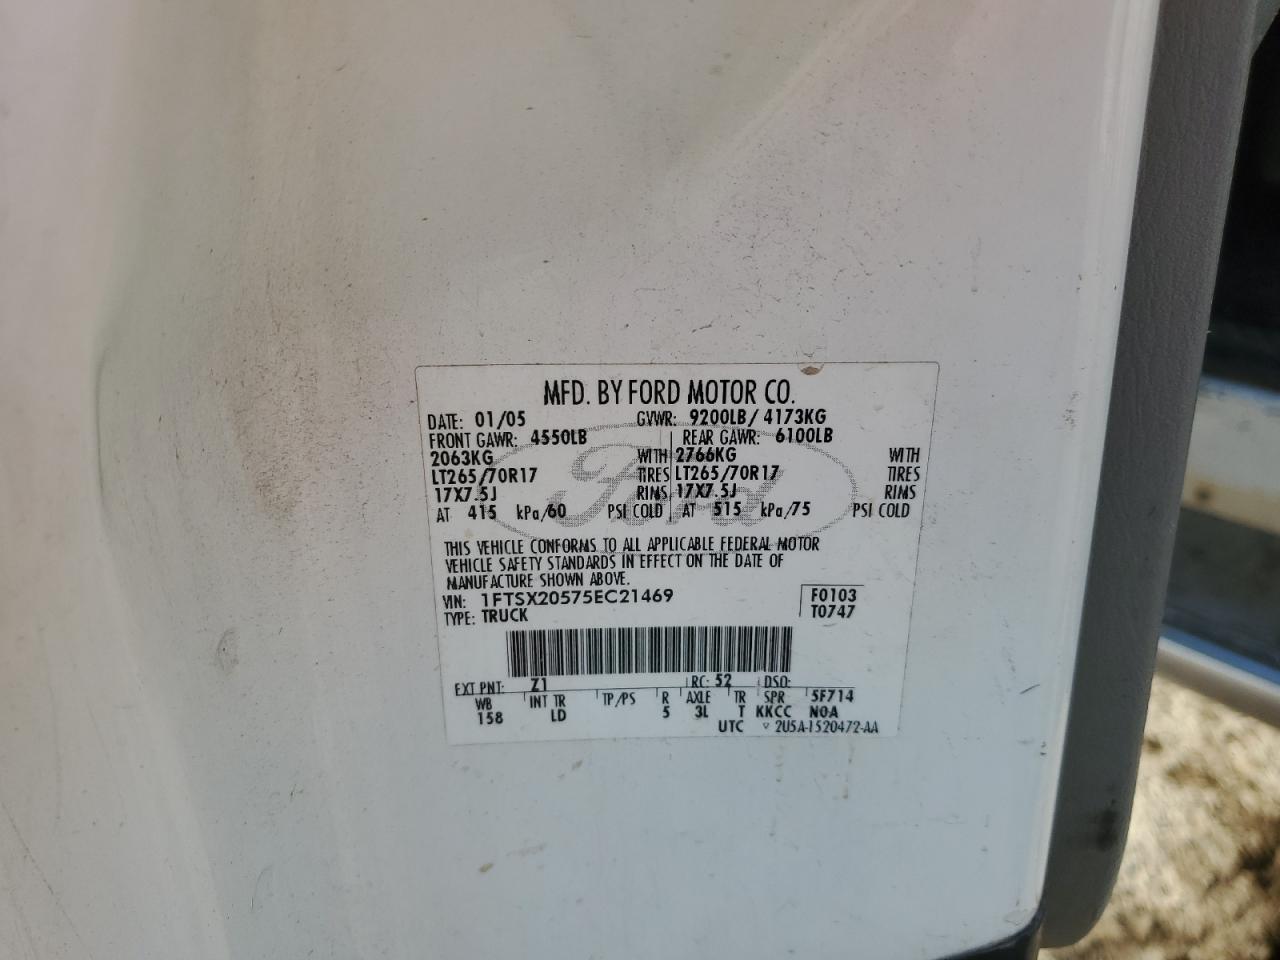 MFD. BY FORD MOTOR CO.
DATE: 01/05 GVWR: 9200LB/ 4173KG
FRONT GAWR: 4550LB REAR GAWR: 6100LB
2063KG WITH 2766KG WITH
LT265/70R17 TIRES LT265/70R17 TIRES
17X7.5J RIMS 17X7.5J RIMS
AT 415 kPa/60 PSI COLD AT 515 kPa/75 PSI COLD
Ford
THIS VEHICLE CONFORMS TO ALL APPLICABLE FEDERAL MOTOR
VEHICLE SAFETY STANDARDS IN EFFECT ON THE DATE OF
MANUFACTURE SHOWN ABOVE.
VIN: 1FTSX20575EC21469 F0103
TYPE: TRUCK T0747
EXT PNT: Z1 RC: 52 DSO:
WB INT TR TP/PS R AXLE TR SPR 5F714
158 LD 5 3L T KKCC NOA
UTC ▽ 2U5A-1520472-AA